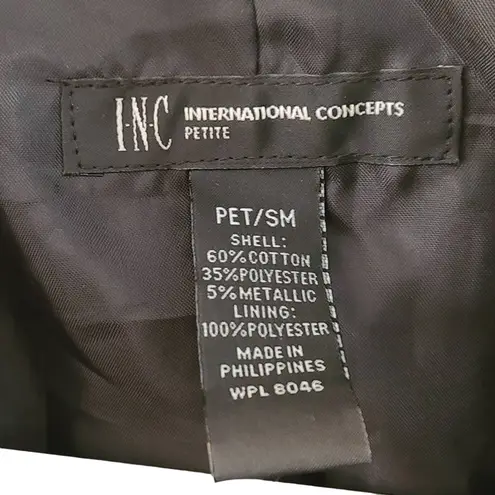 I·N·C INTERNATIONAL CONCEPTS
PETITE
PET/SM
SHELL:
60%COTTON
35%POLYESTER
5%METALLIC
LINING:
100%POLYESTER
MADE IN
PHILIPPINES
WPL 8046